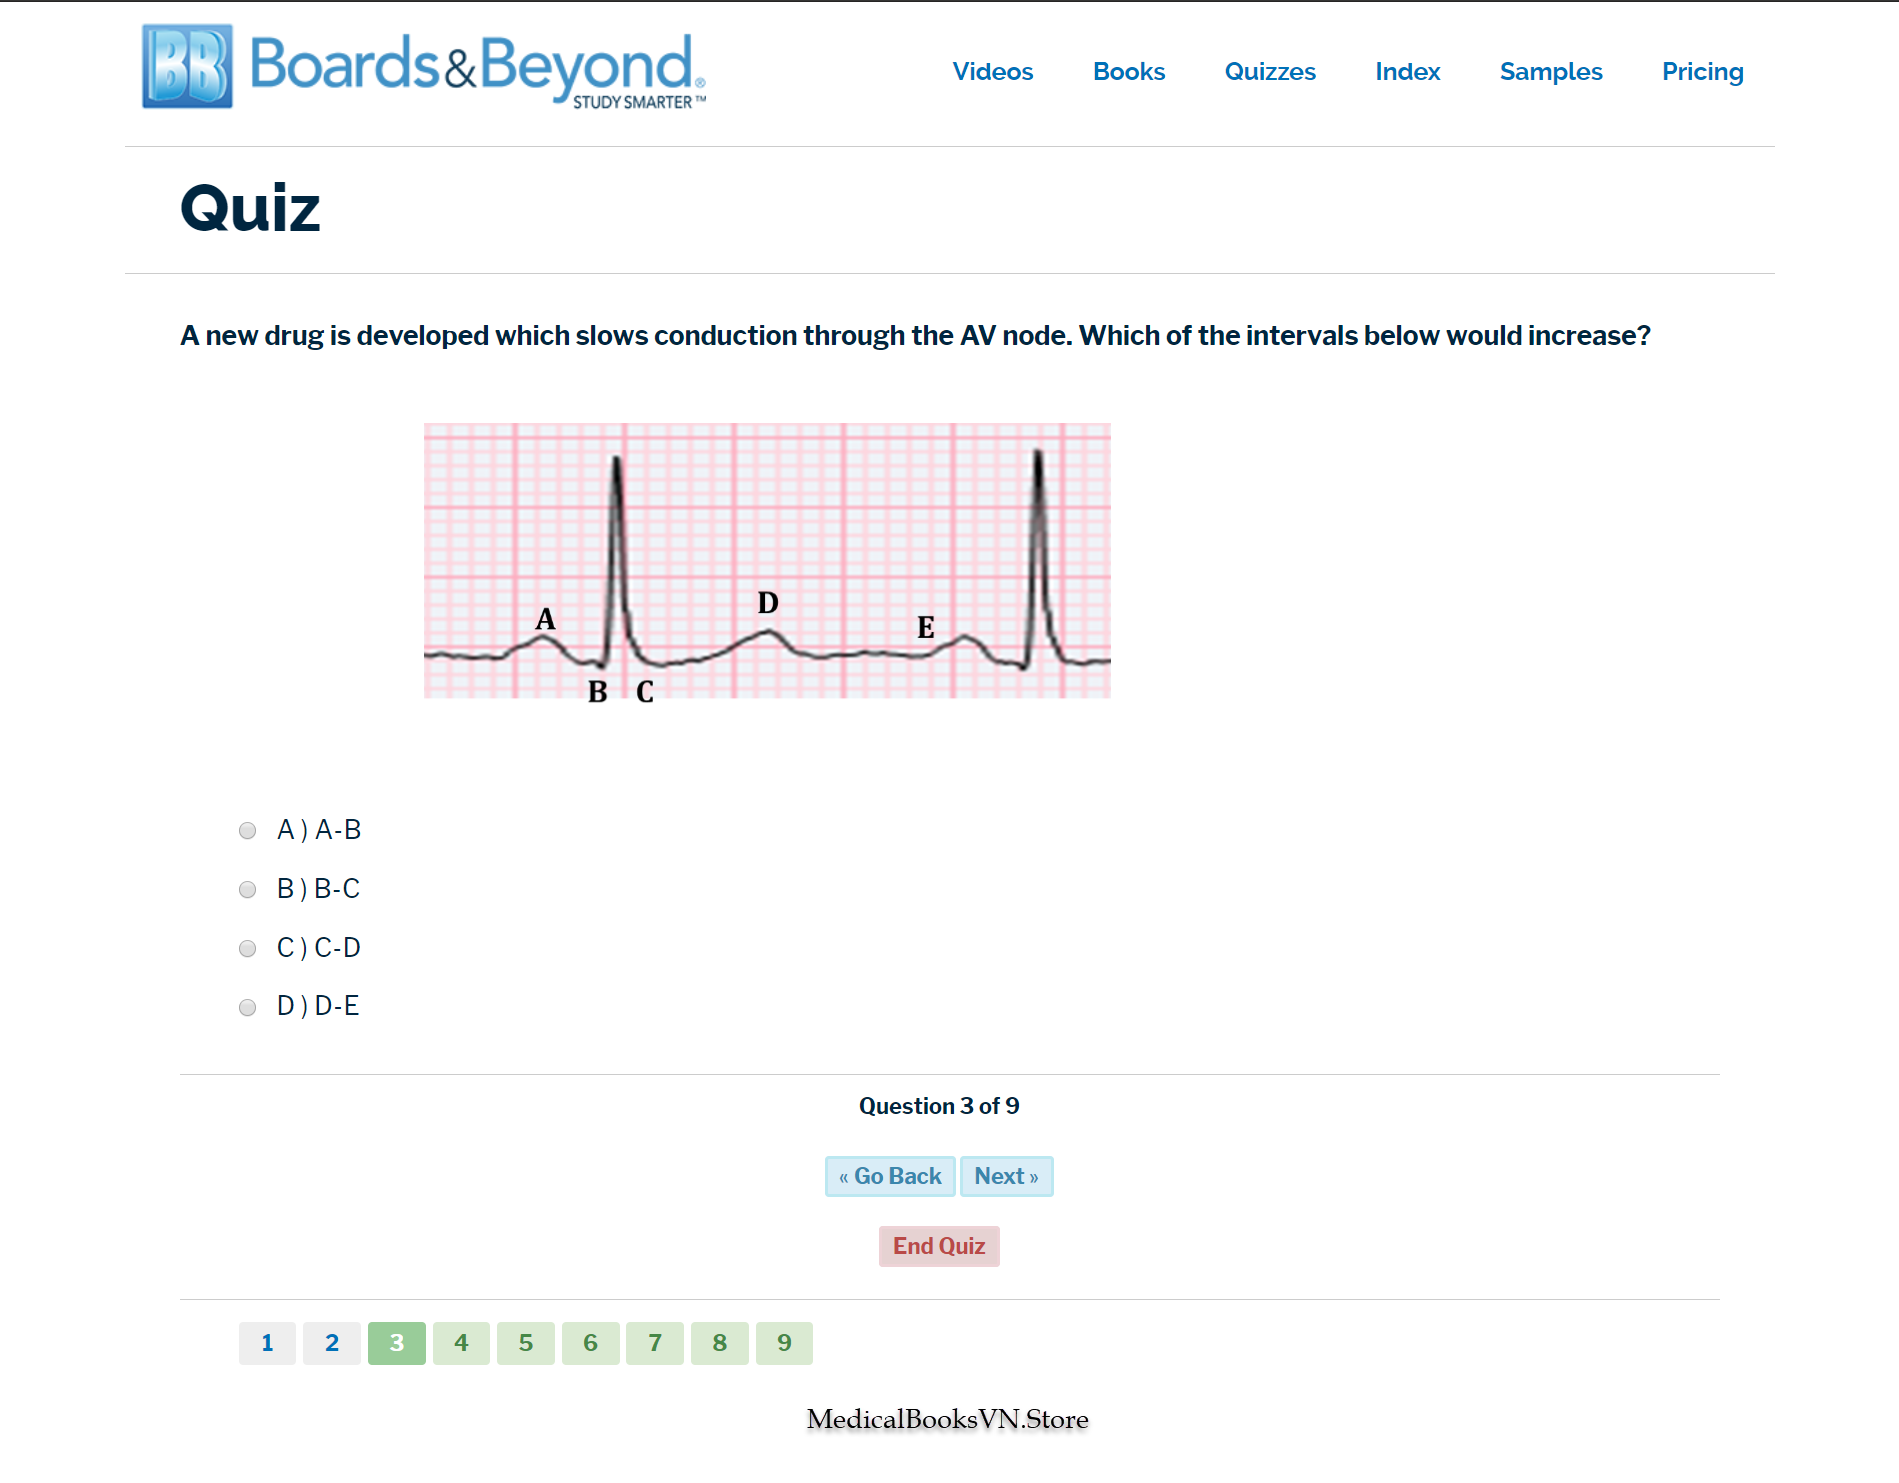 BB Boards&Beyond®
STUDY SMARTER™
Videos Books Quizzes Index Samples Pricing
Quiz
A new drug is developed which slows conduction through the AV node. Which of the intervals below would increase?
A
D
E
B C
A ) A-B
B ) B-C
C ) C-D
D ) D-E
Question 3 of 9
« Go Back Next »
End Quiz
1 2 3 4 5 6 7 8 9
MedicalBooksVN.Store